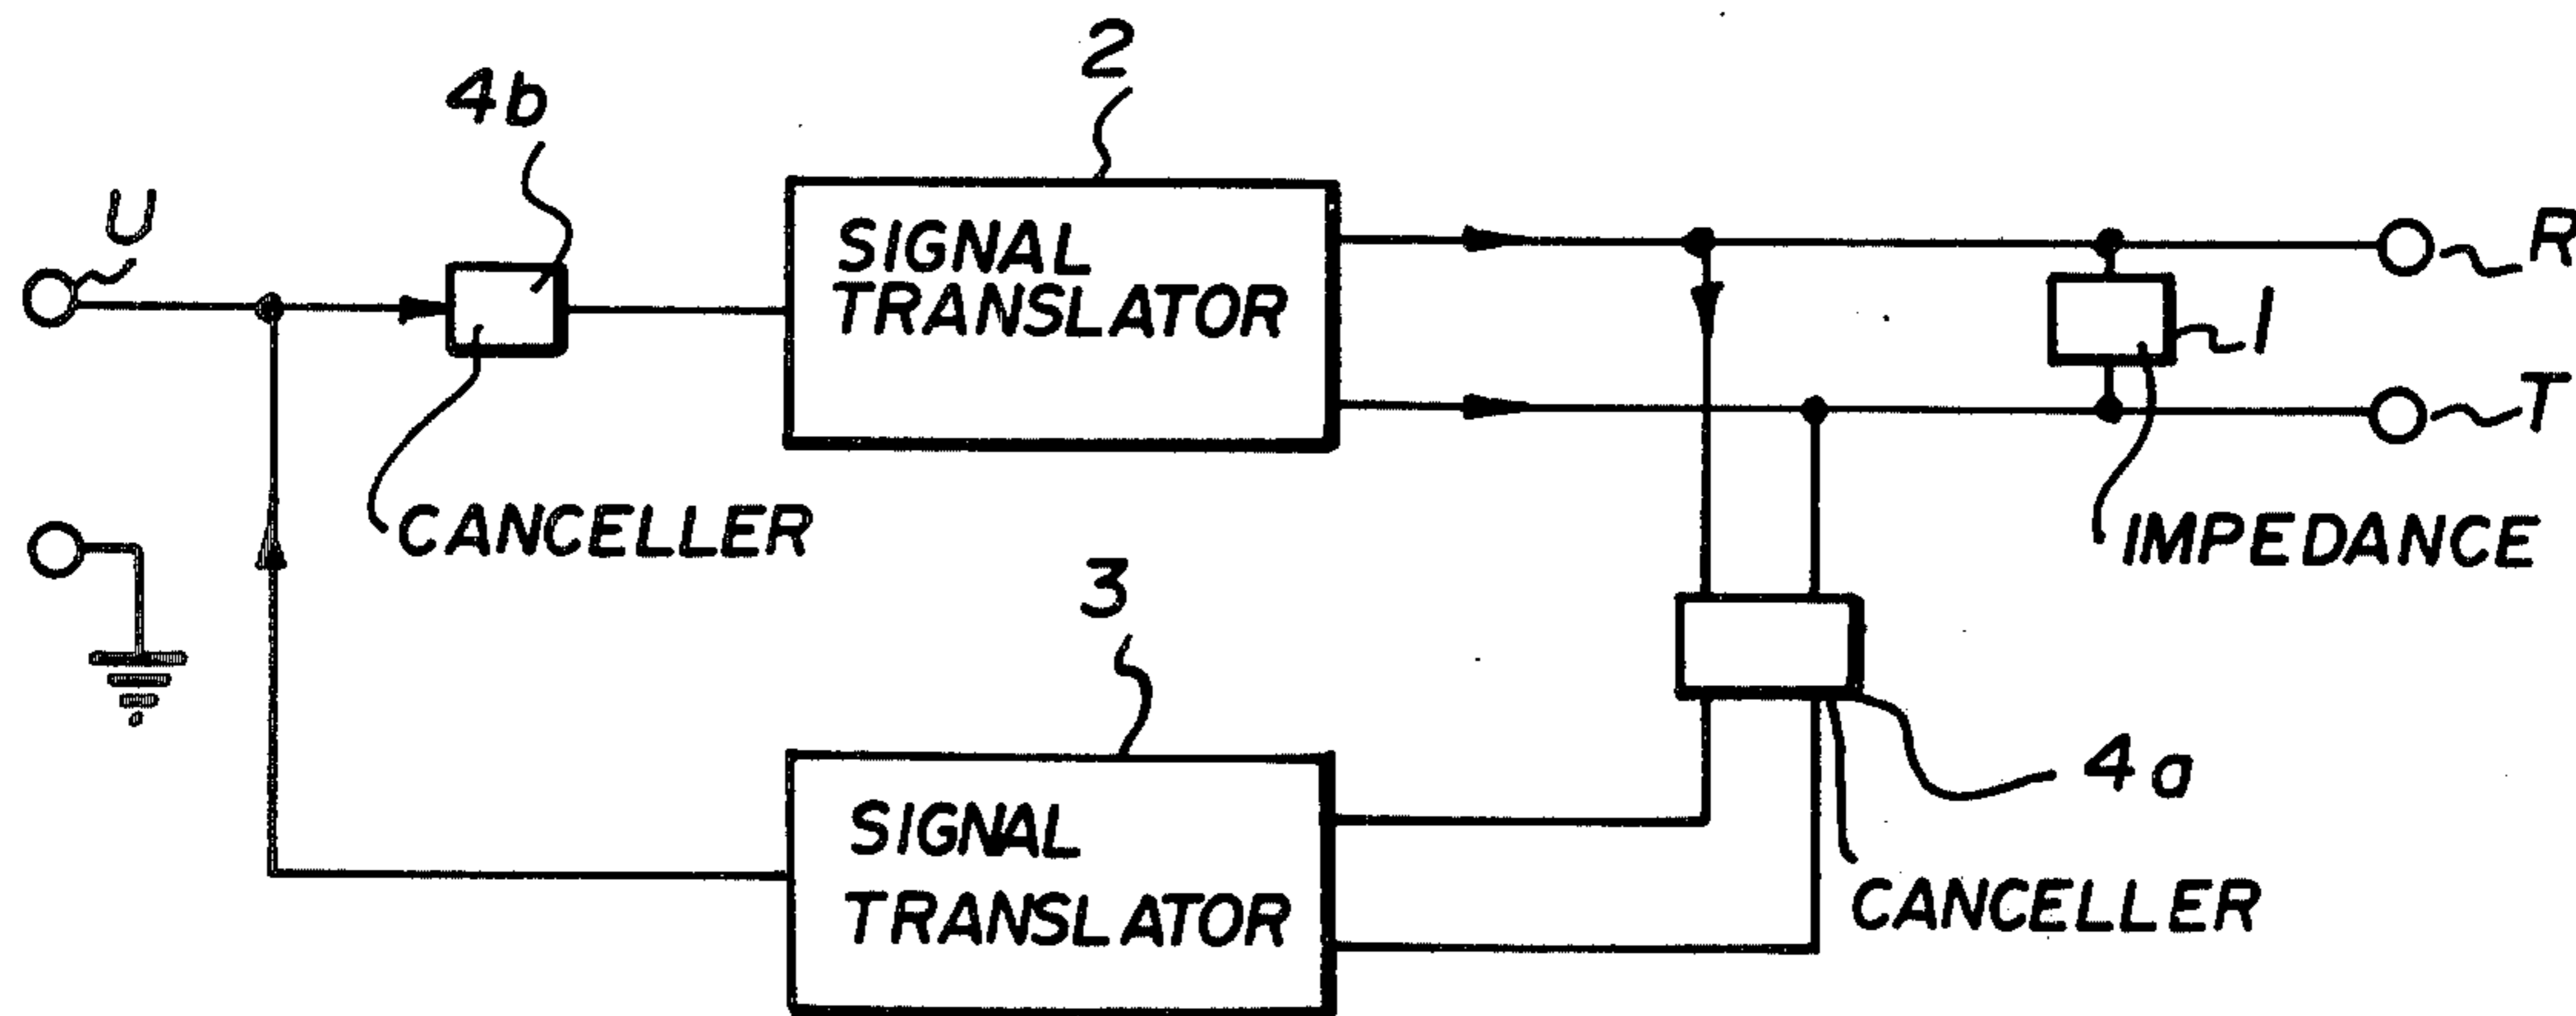 2
4b
U
SIGNAL
TRANSLATOR
R
1
T
CANCELLER
IMPEDANCE
3
4a
SIGNAL
TRANSLATOR
CANCELLER